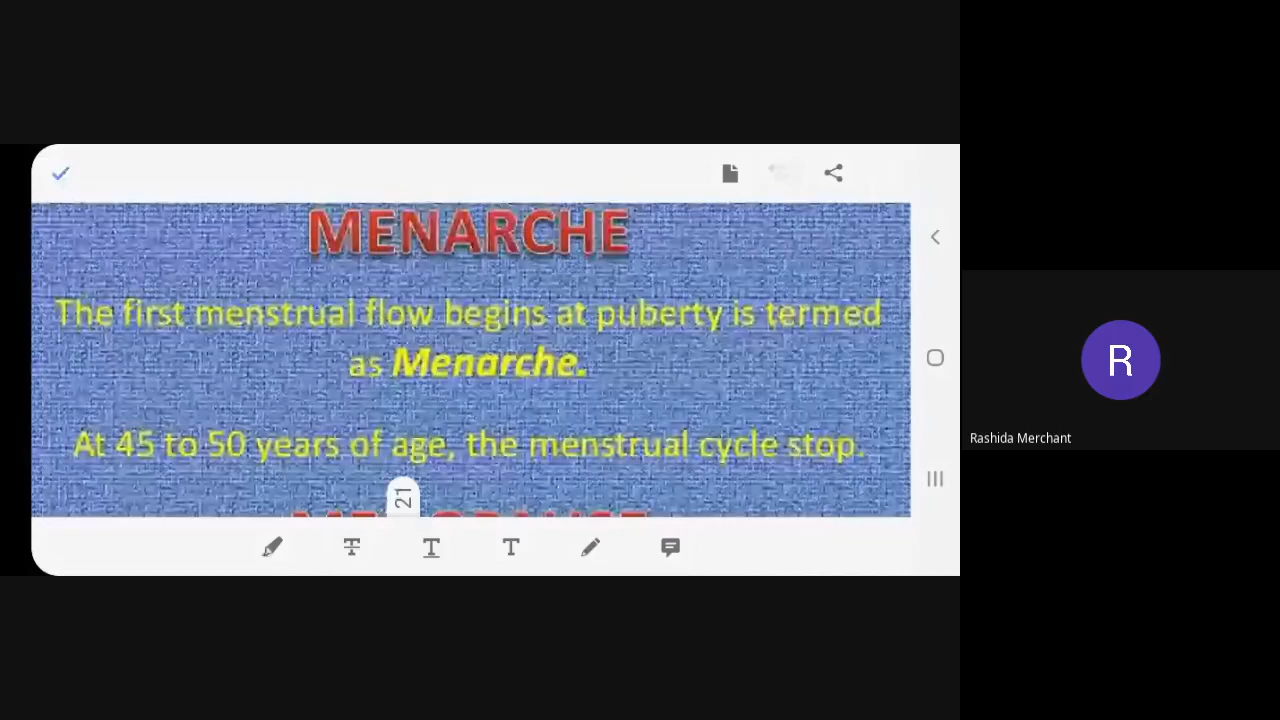 MENARCHE
The first menstrual flow begins at puberty is termed
as Menarche.
At 45 to 50 years of age, the menstrual cycle stop.
21
R
Rashida Merchant